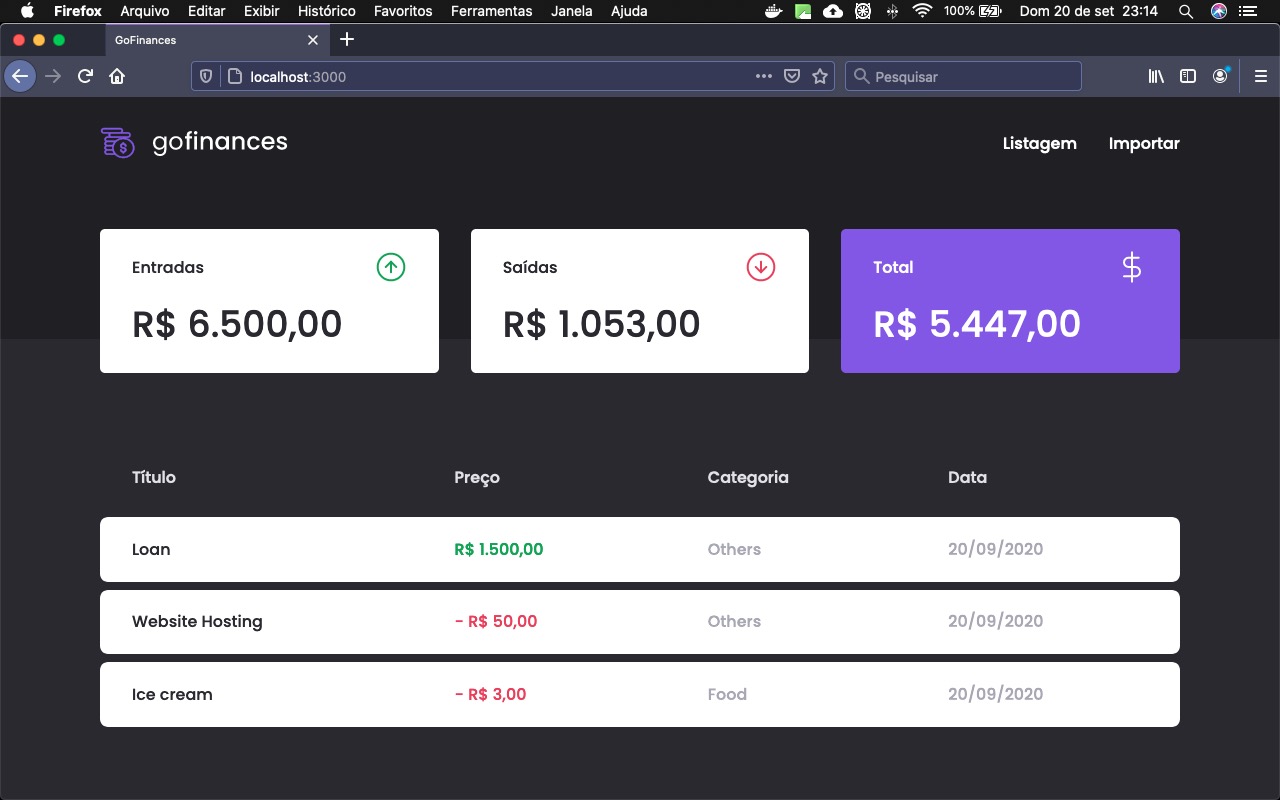 Firefox Arquivo Editar Exibir Histórico Favoritos Ferramentas Janela Ajuda 100% Dom 20 de set 23:14
GoFinances
localhost:3000 Pesquisar
gofinances Listagem Importar
Entradas Saídas Total
R$ 6.500,00 R$ 1.053,00 R$ 5.447,00
Título Preço Categoria Data
Loan R$ 1.500,00 Others 20/09/2020
Website Hosting - R$ 50,00 Others 20/09/2020
Ice cream - R$ 3,00 Food 20/09/2020